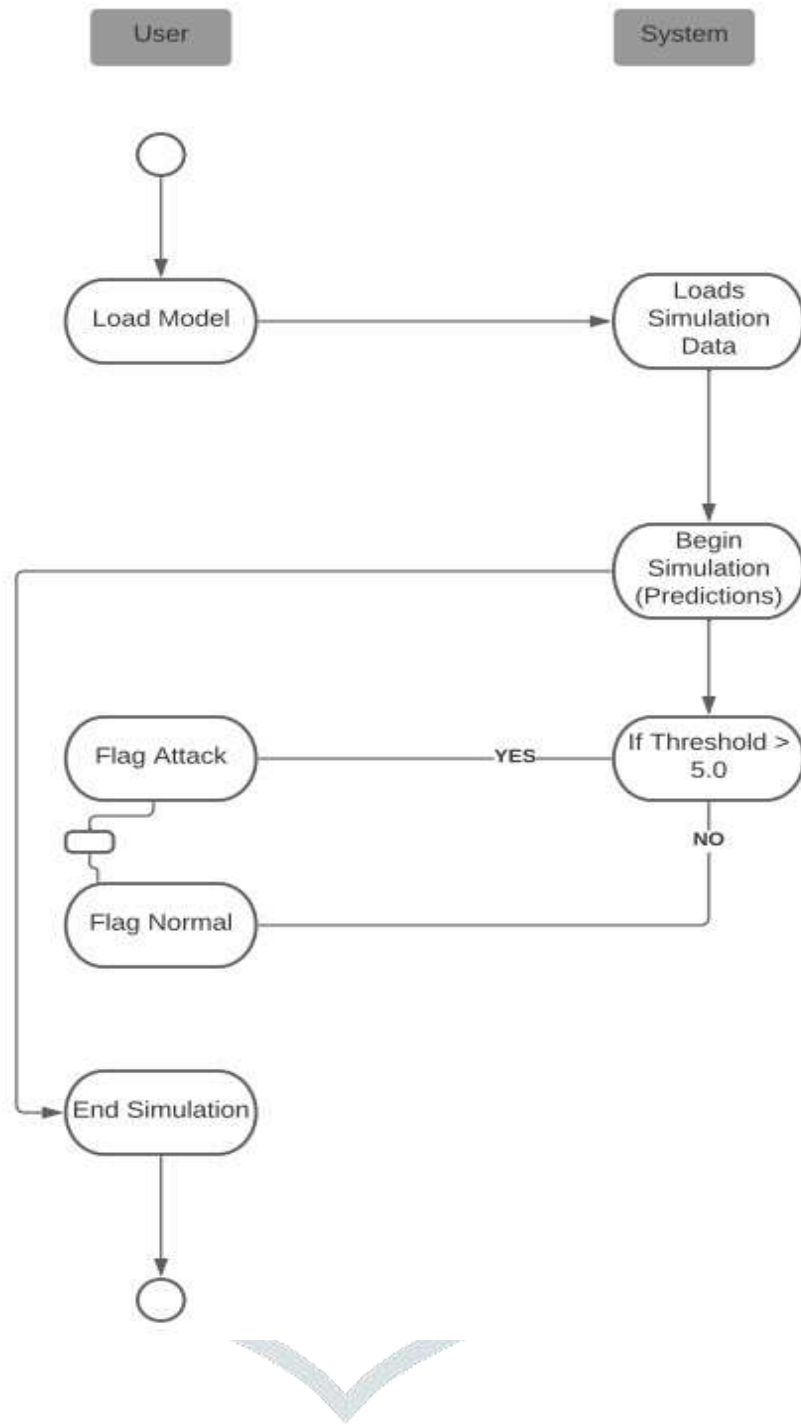 User
System
Load Model
Loads
Simulation
Data
Begin
Simulation
(Predictions)
Flag Attack
YES
If Threshold >
5.0
NO
Flag Normal
End Simulation